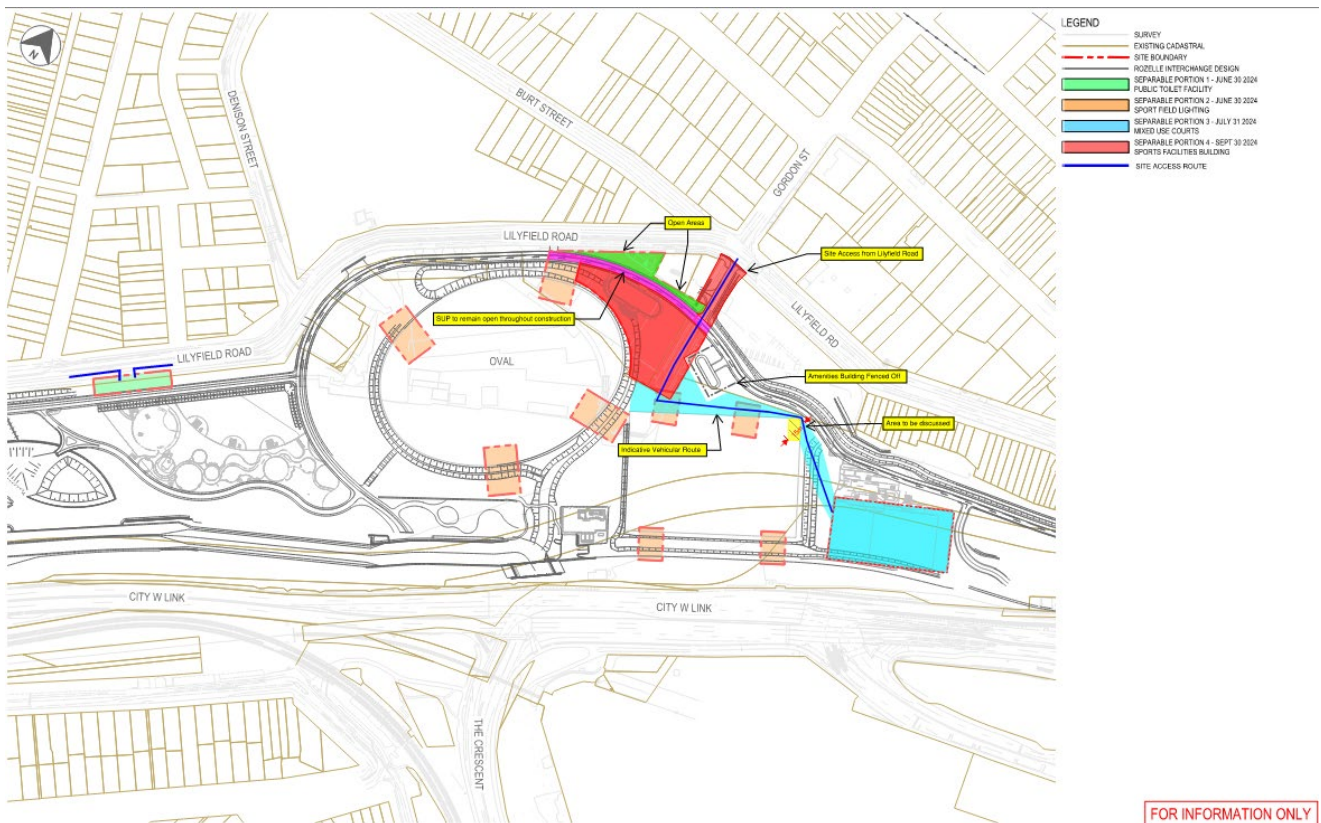 N
DENISON STREET
BURT STREET
GORDON ST
LILYFIELD ROAD
Open Areas
Site Access from Lilyfield Road
LILYFIELD RD
SUP to remain open throughout construction
LILYFIELD ROAD
OVAL
Amenities Building Fenced Off
Area to be discussed
Indicative Vehicular Route
CITY W LINK
CITY W LINK
THE CRESCENT
LEGEND
SURVEY
EXISTING CADASTRAL
SITE BOUNDARY
ROZELLE INTERCHANGE DESIGN
SEPARABLE PORTION 1 - JUNE 30 2024
PUBLIC TOILET FACILITY
SEPARABLE PORTION 2 - JUNE 30 2024
SPORT FIELD LIGHTING
SEPARABLE PORTION 3 - JULY 31 2024
MIXED USE COURTS
SEPARABLE PORTION 4 - SEPT 30 2024
SPORTS FACILITIES BUILDING
SITE ACCESS ROUTE
FOR INFORMATION ONLY